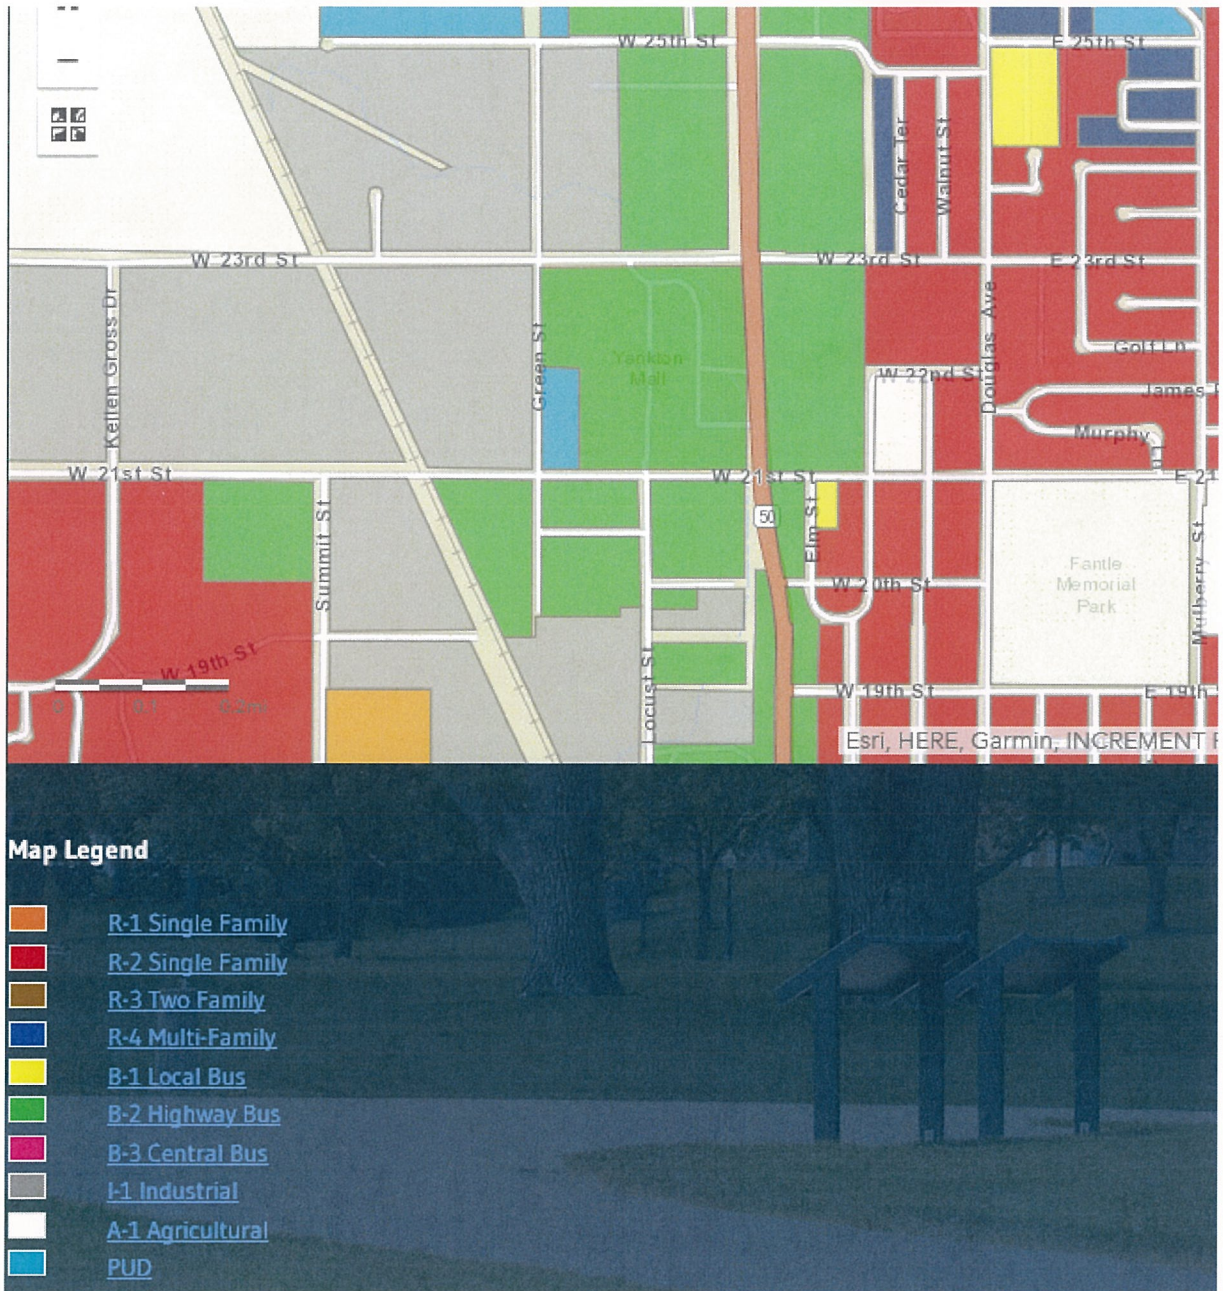 W 25th St
E 25th St
Cedar Ter
Walnut St
W 23rd St
W 23rd St
E 23rd St
Kellen Gross Dr
Green St
Yankton
Mall
Douglas Ave
Golf Ln
W 22nd St
James
Murphy
Ln
W 21st St
W 21st St
E 21
50
Elm St
Summit St
Fantle
Memorial
Park
Mulberry St
W 20th St
W 19th St
Locust St
W 19th St
E 19th
0 0.1 0.2mi
Esri, HERE, Garmin, INCREMENT P
Map Legend
R-1 Single Family
R-2 Single Family
R-3 Two Family
R-4 Multi-Family
B-1 Local Bus
B-2 Highway Bus
B-3 Central Bus
I-1 Industrial
A-1 Agricultural
PUD